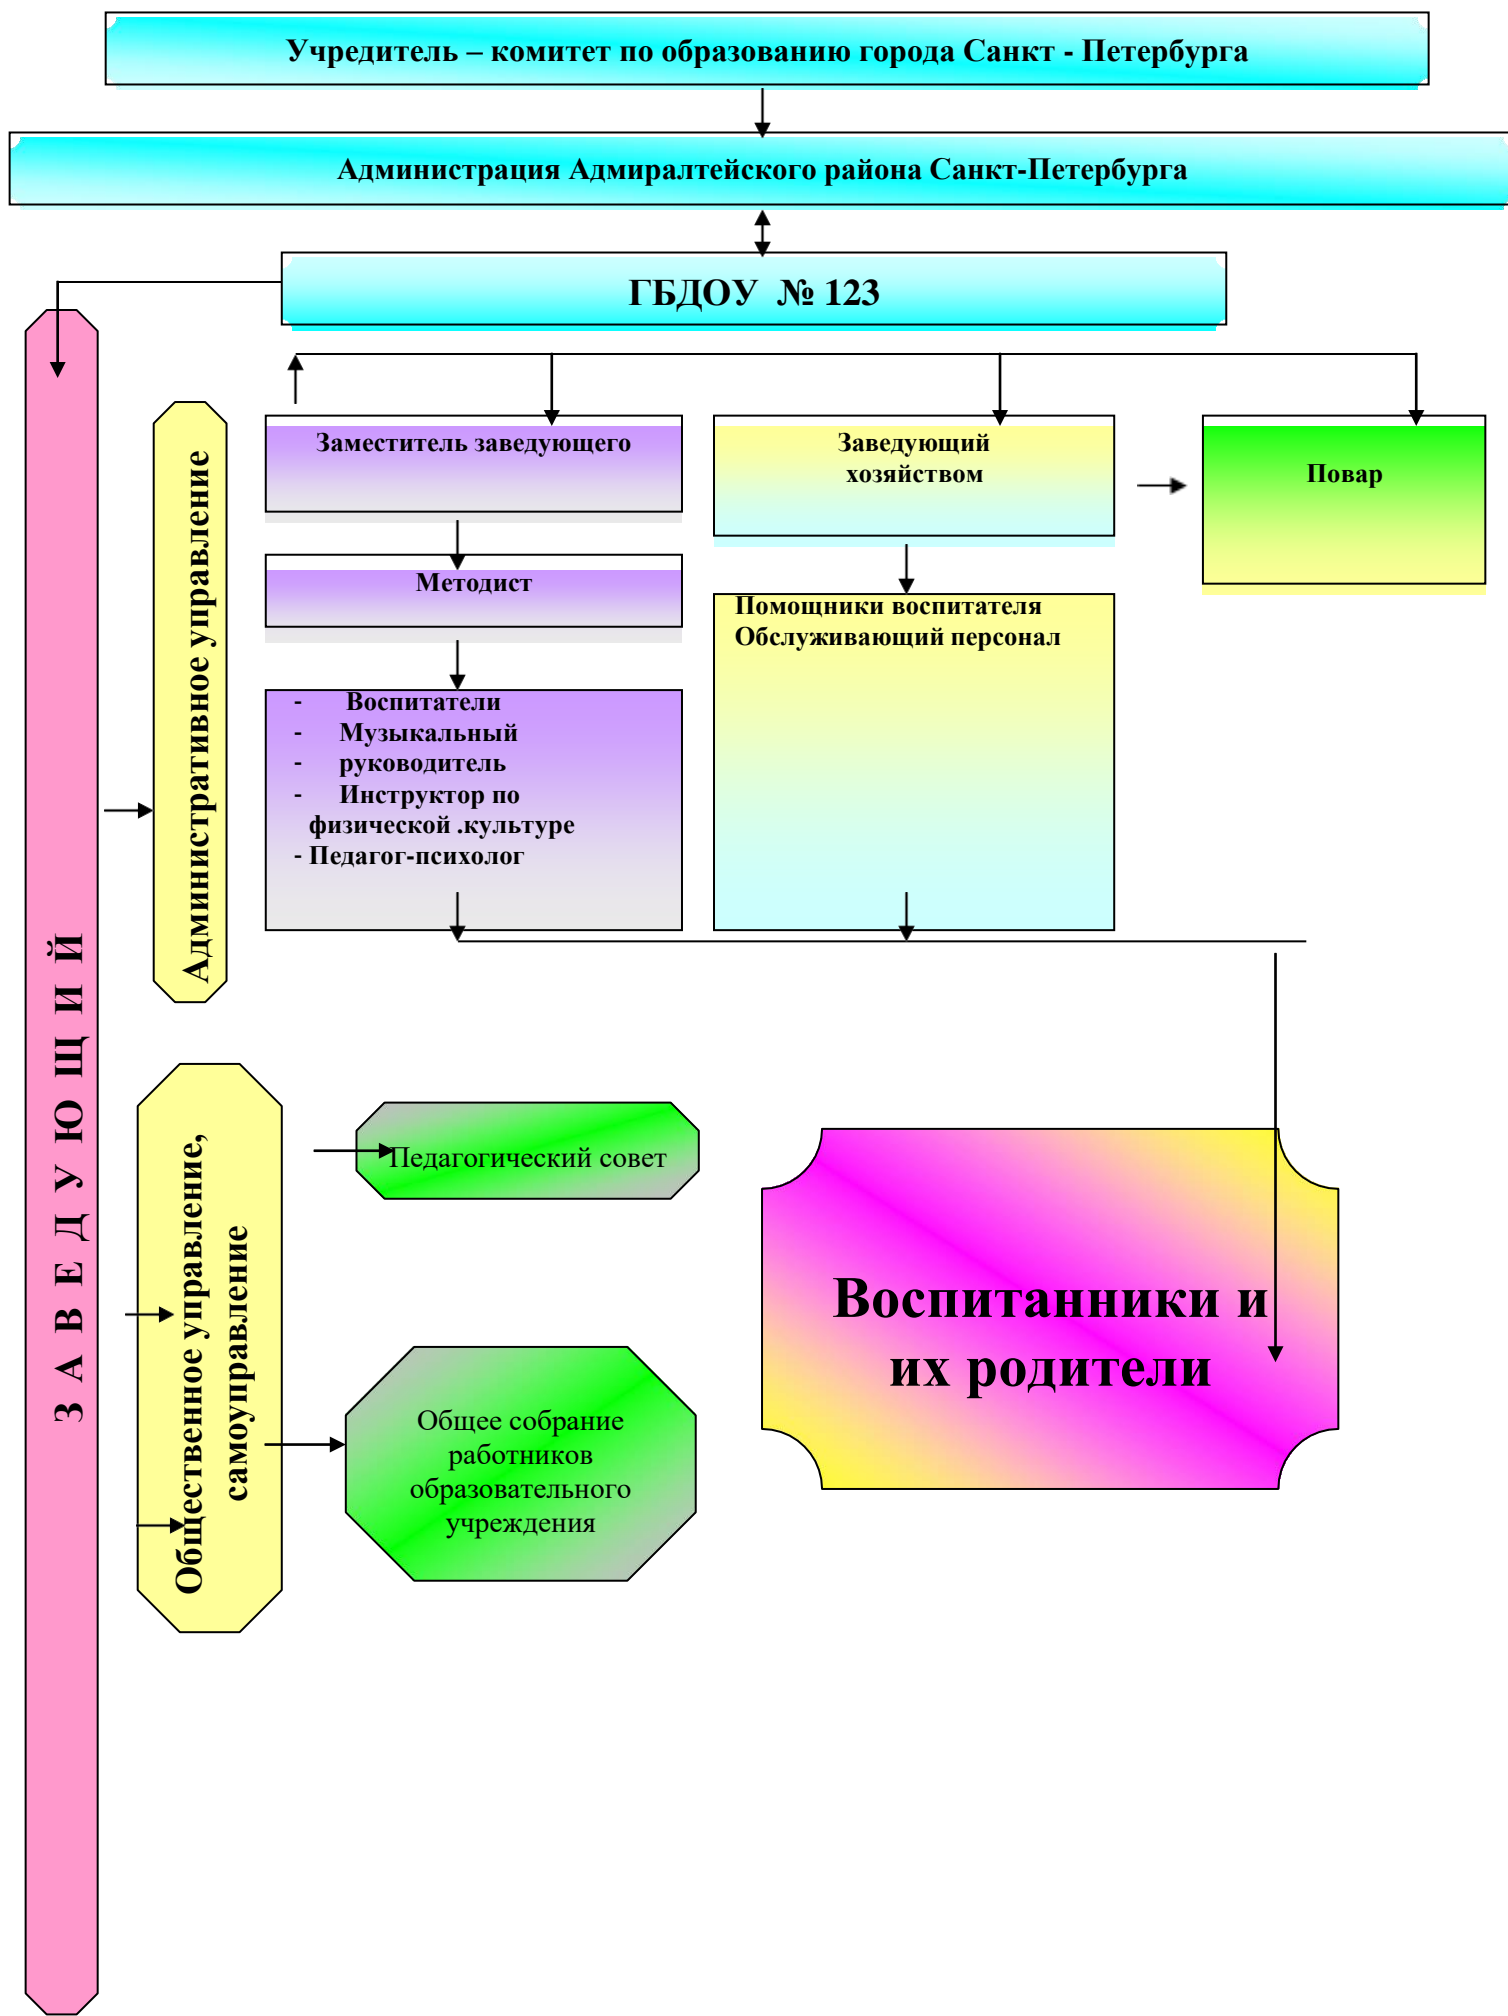 Учредитель – комитет по образованию города Санкт - Петербурга
Администрация Адмиралтейского района Санкт-Петербурга
ГБДОУ № 123
З А В Е Д У Ю Щ И Й
Административное управление
Заместитель заведующего
Заведующий
хозяйством
Повар
Методист
Помощники воспитателя
Обслуживающий персонал
- Воспитатели
- Музыкальный
- руководитель
- Инструктор по
физической .культуре
- Педагог-психолог
Общественное управление,
самоуправление
Педагогический совет
Воспитанники и
их родители
Общее собрание
работников
образовательного
учреждения